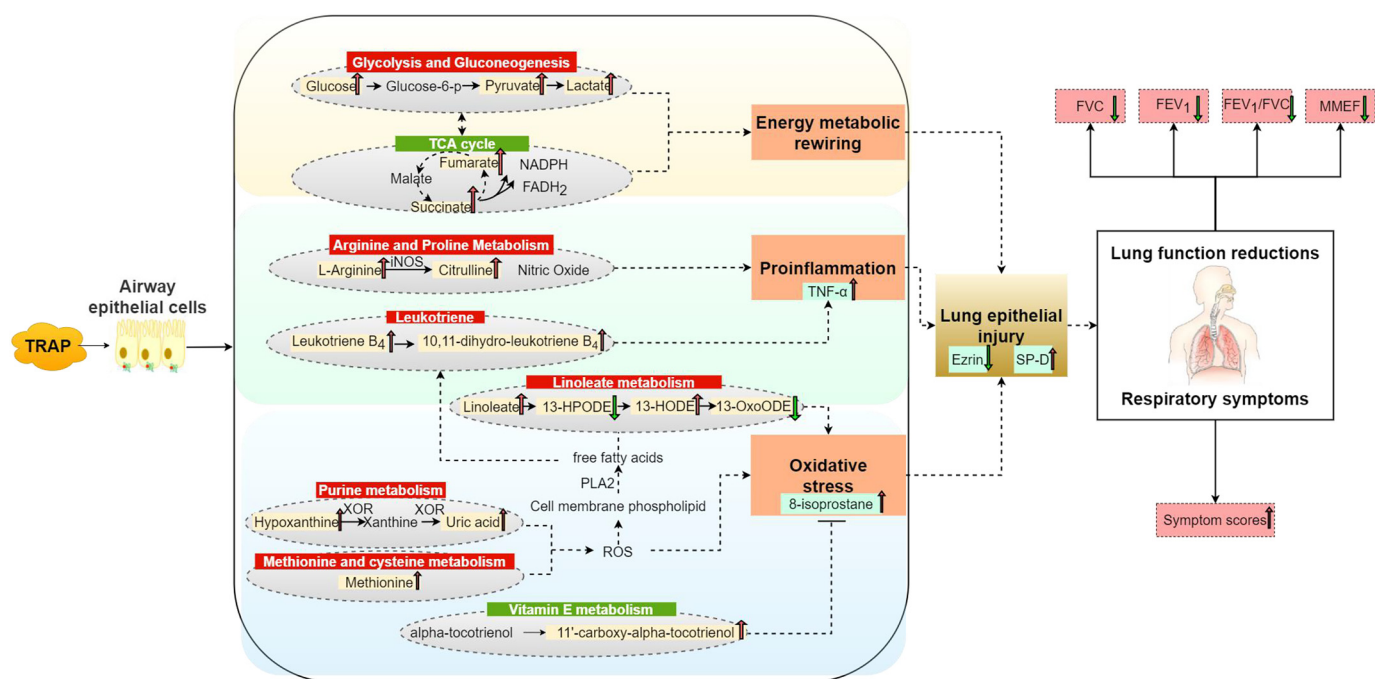 Glycolysis and Gluconeogenesis
Glucose
Glucose-6-p
Pyruvate
Lactate
TCA cycle
Fumarate
NADPH
Malate
FADH2
Succinate
Energy metabolic
rewiring
Arginine and Proline Metabolism
iNOS
L-Arginine
Citrulline
Nitric Oxide
Proinflammation
TNF-α
Leukotriene
Leukotriene B4
10,11-dihydro-leukotriene B4
Airway
epithelial cells
TRAP
Linoleate metabolism
Linoleate
13-HPODE
13-HODE
13-OxoODE
free fatty acids
PLA2
Cell membrane phospholipid
ROS
Oxidative
stress
8-isoprostane
Purine metabolism
XOR
XOR
Hypoxanthine
Xanthine
Uric acid
Methionine and cysteine metabolism
Methionine
Vitamin E metabolism
alpha-tocotrienol
11'-carboxy-alpha-tocotrienol
Lung epithelial
injury
Ezrin
SP-D
FVC
FEV1
FEV1/FVC
MMEF
Lung function reductions
Respiratory symptoms
Symptom scores